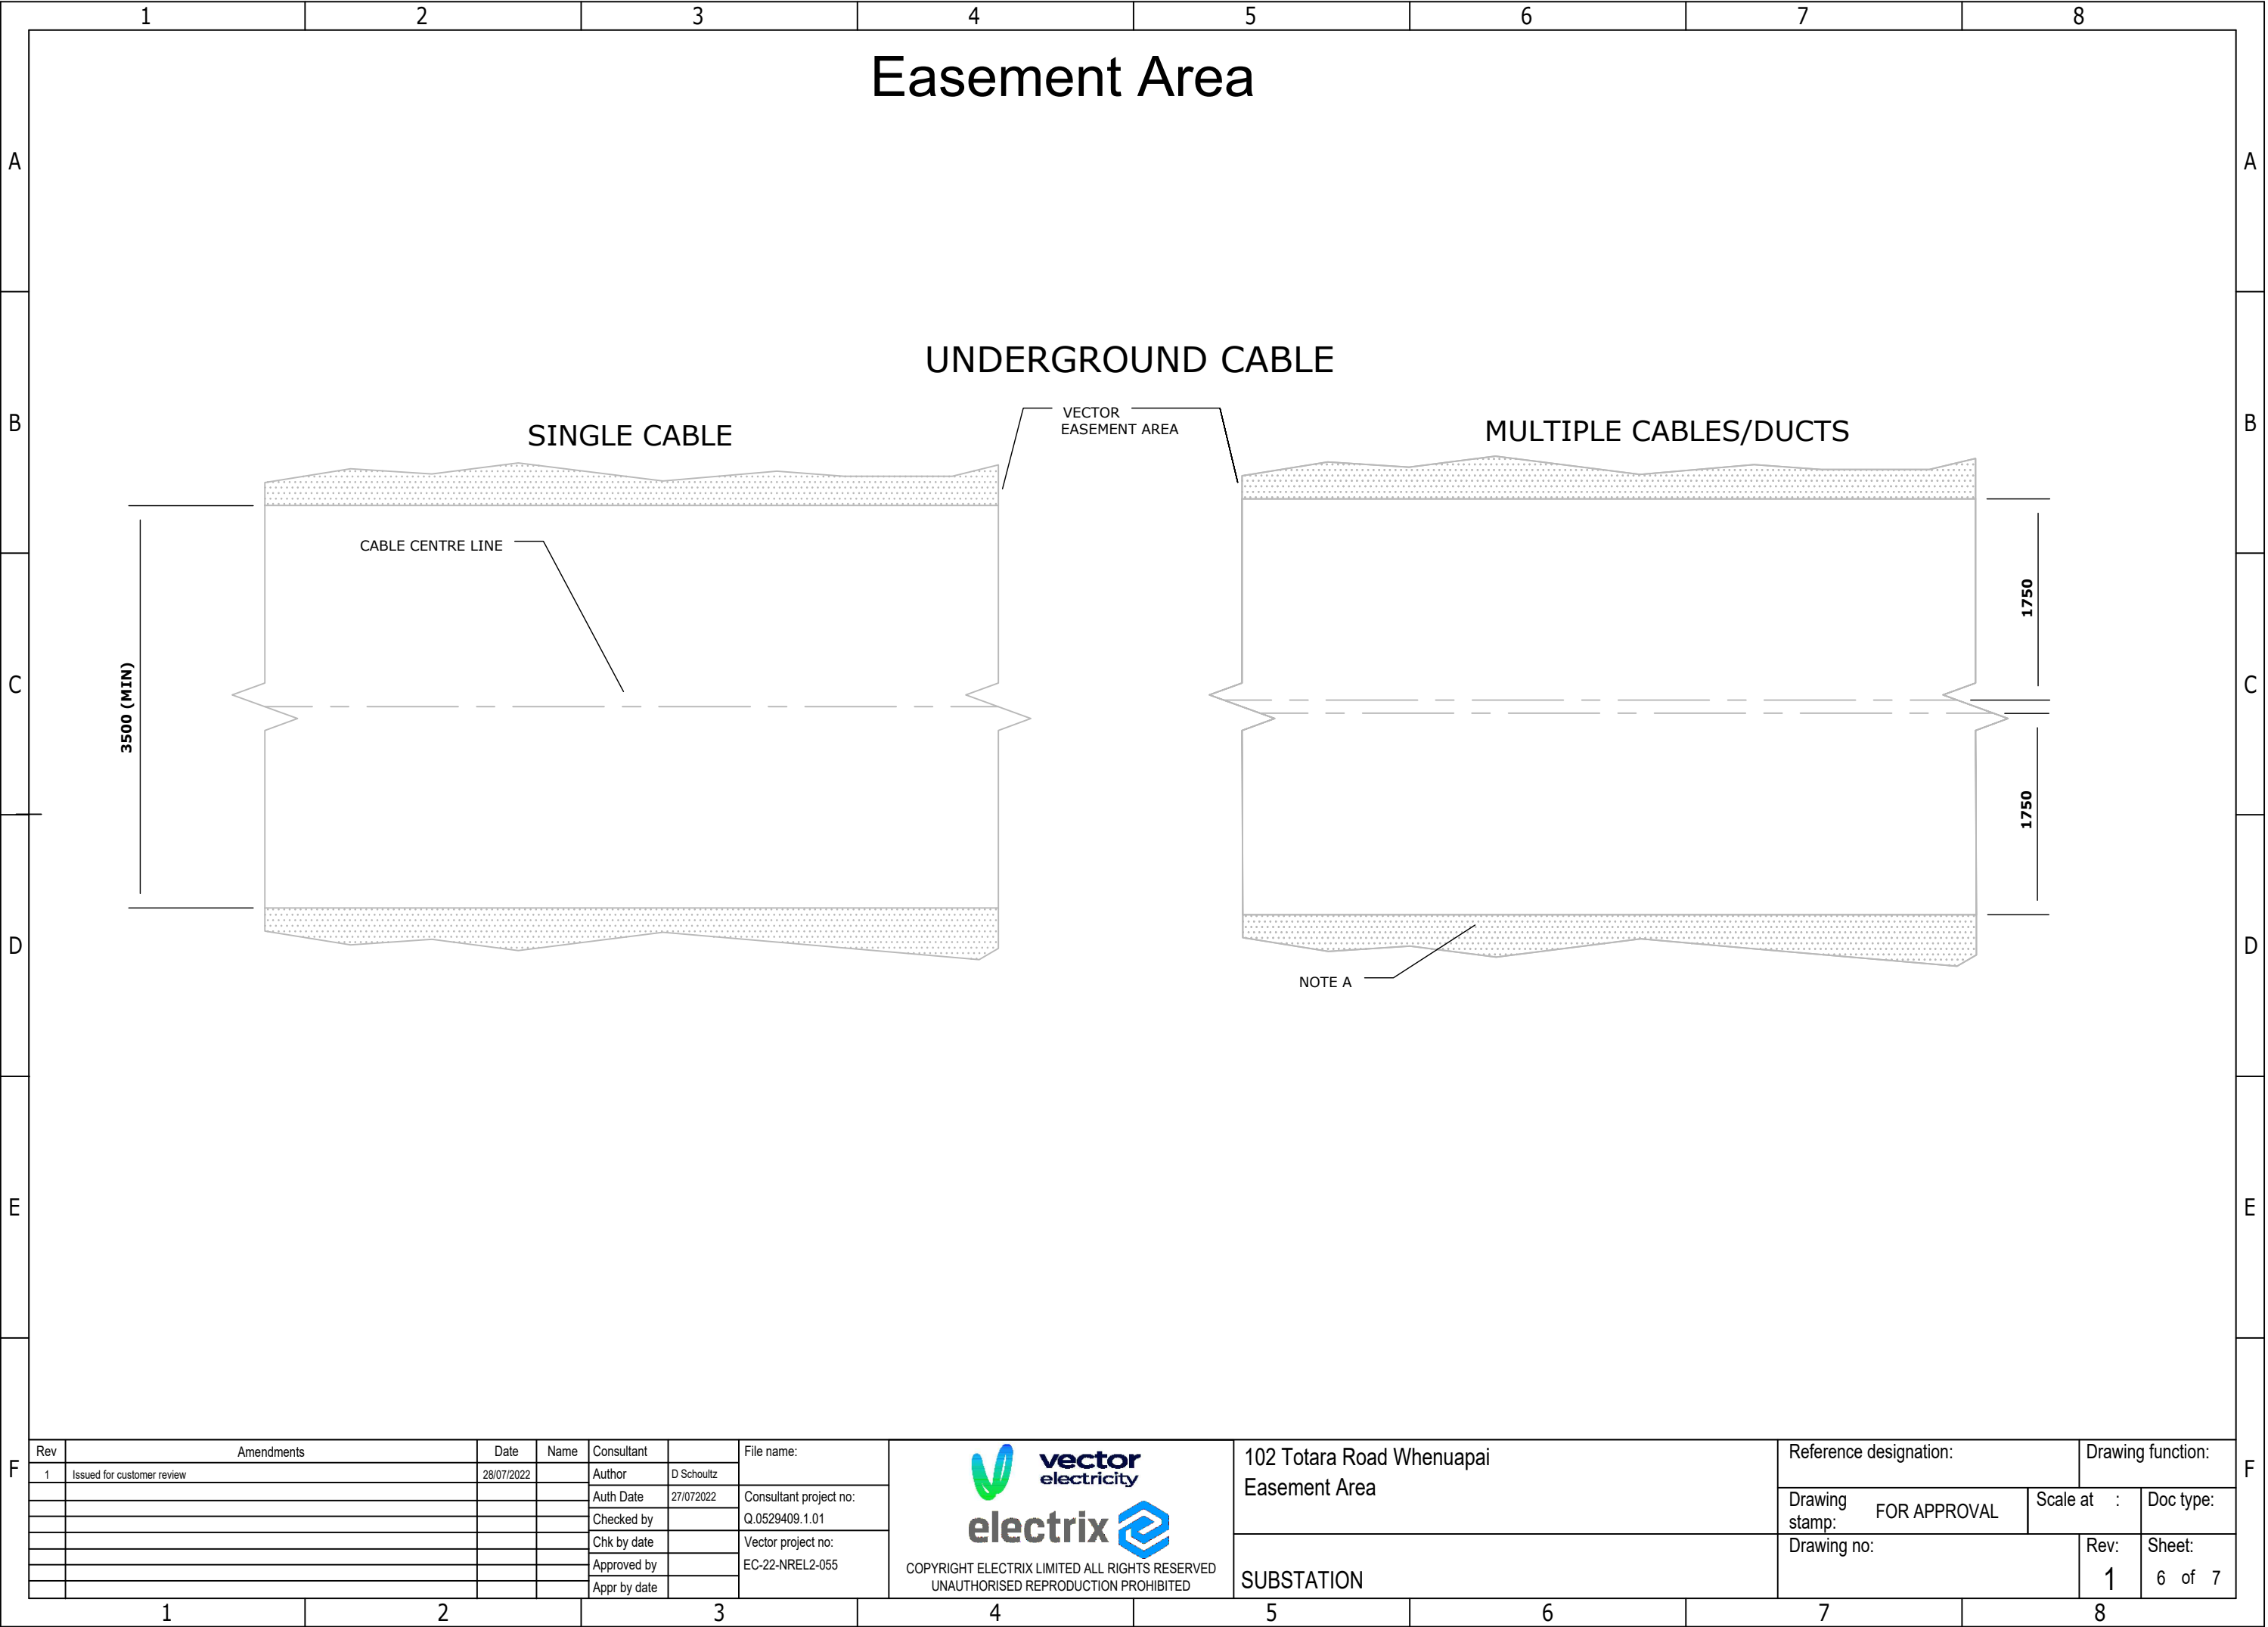 1 2 3 4 5 6 7 8
Easement Area
A A
UNDERGROUND CABLE
B B
SINGLE CABLE
VECTOR
EASEMENT AREA
MULTIPLE CABLES/DUCTS
CABLE CENTRE LINE
1750
C C
3500 (MIN)
1750
D D
NOTE A
E E
F F
Rev Amendments Date Name
1 Issued for customer review 28/07/2022
Consultant
Author D Schoultz
Auth Date 27/072022
Checked by
Chk by date
Approved by
Appr by date
File name:
Consultant project no:
Q.0529409.1.01
Vector project no:
EC-22-NREL2-055
vector
electricity
electrix
COPYRIGHT ELECTRIX LIMITED ALL RIGHTS RESERVED
UNAUTHORISED REPRODUCTION PROHIBITED
102 Totara Road Whenuapai
Easement Area
SUBSTATION
Reference designation:
Drawing function:
Drawing
stamp:
FOR APPROVAL
Scale at :
Doc type:
Drawing no:
Rev:
1
Sheet:
6 of 7
1 2 3 4 5 6 7 8